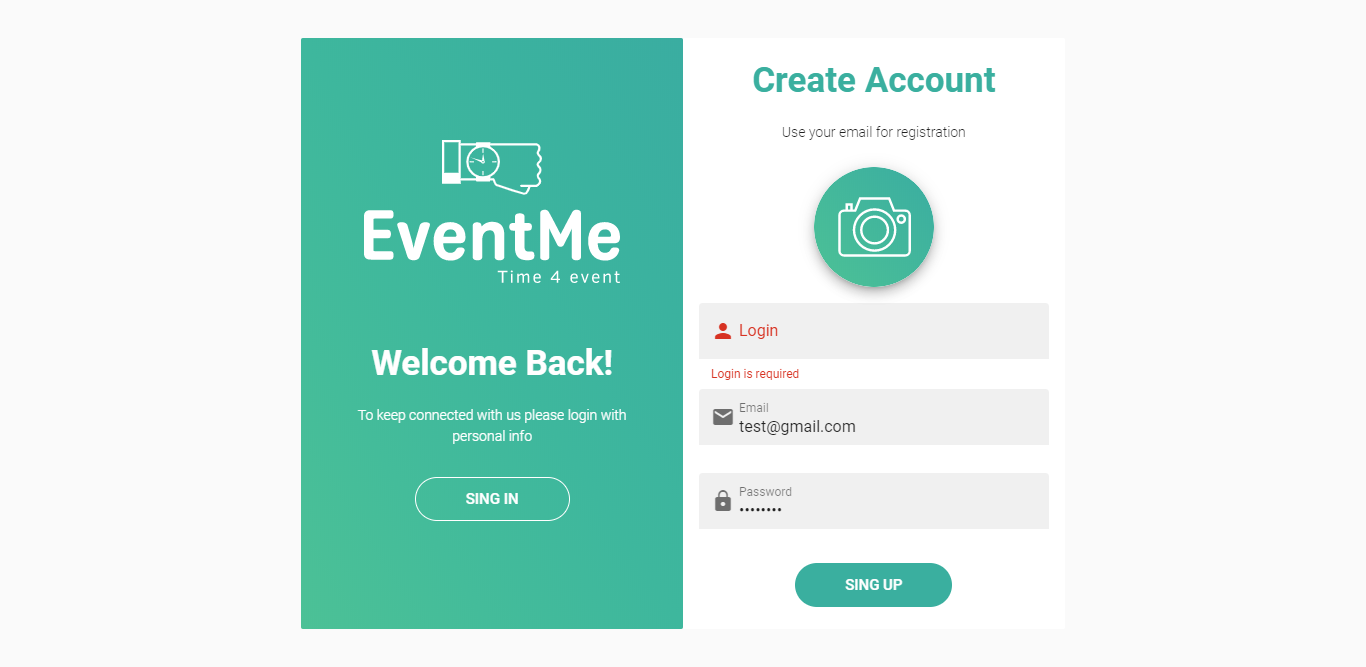 EventMe
Time 4 event
Welcome Back!
To keep connected with us please login with
personal info
SING IN
Create Account
Use your email for registration
Login
Login is required
Email
test@gmail.com
Password
••••••••
SING UP